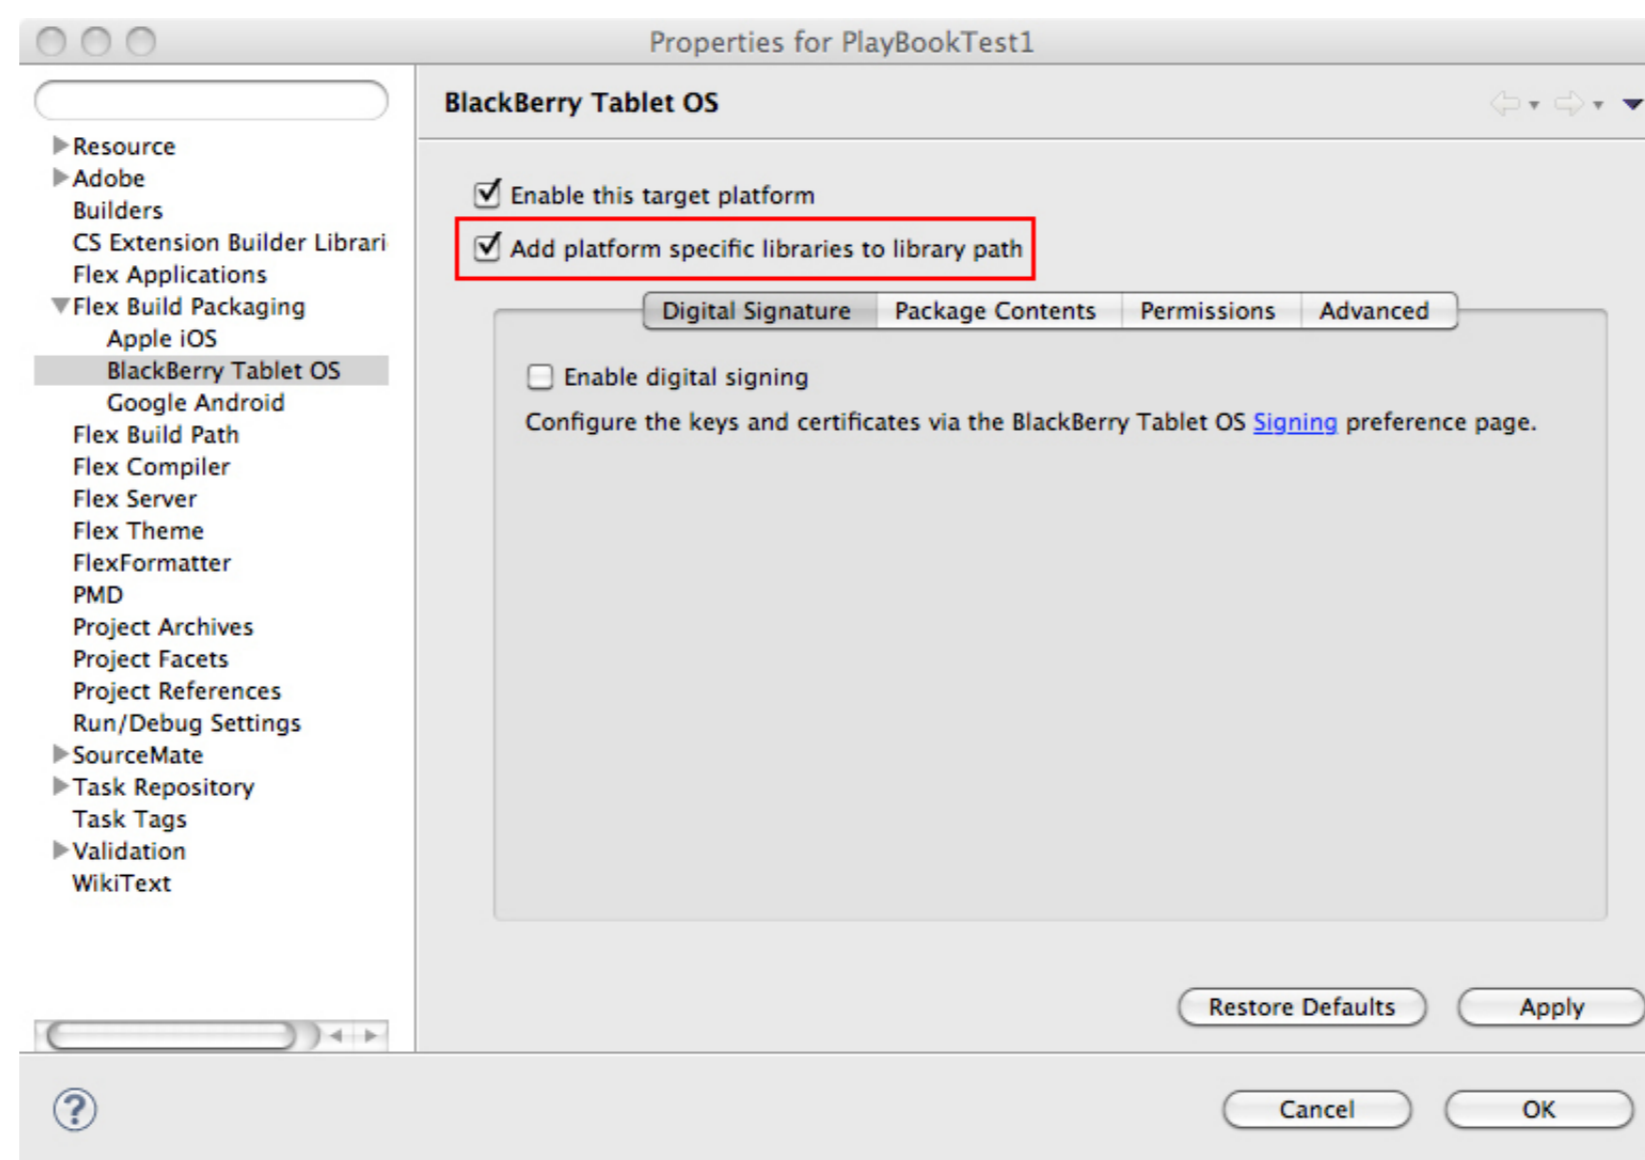 Properties for PlayBookTest1
BlackBerry Tablet OS
Resource
Adobe
Builders
CS Extension Builder Librari
Flex Applications
Flex Build Packaging
Apple iOS
BlackBerry Tablet OS
Google Android
Flex Build Path
Flex Compiler
Flex Server
Flex Theme
FlexFormatter
PMD
Project Archives
Project Facets
Project References
Run/Debug Settings
SourceMate
Task Repository
Task Tags
Validation
WikiText
Enable this target platform
Add platform specific libraries to library path
Digital Signature Package Contents Permissions Advanced
Enable digital signing
Configure the keys and certificates via the BlackBerry Tablet OS Signing preference page.
Restore Defaults Apply
? Cancel OK